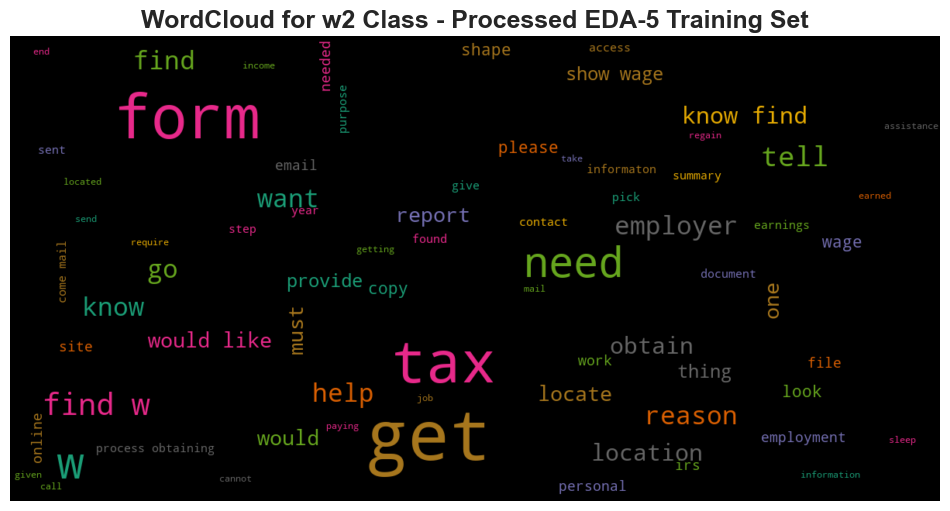 WordCloud for w2 Class - Processed EDA-5 Training Set
end
find
income
needed
shape
access
show wage
form
purpose
know find
assistance
regain
sent
email
please
take
tell
informaton
summary
located
want
year
give
pick
earned
send
step
report
contact
employer
earnings
require
found
wage
come mail
go
getting
need
document
know
provide
copy
mail
one
must
site
would like
tax
obtain
work
thing
file
find w
help
job
locate
look
reason
online
would
paying
get
employment
sleep
process obtaining
w
location
irs
given
call
cannot
personal
information